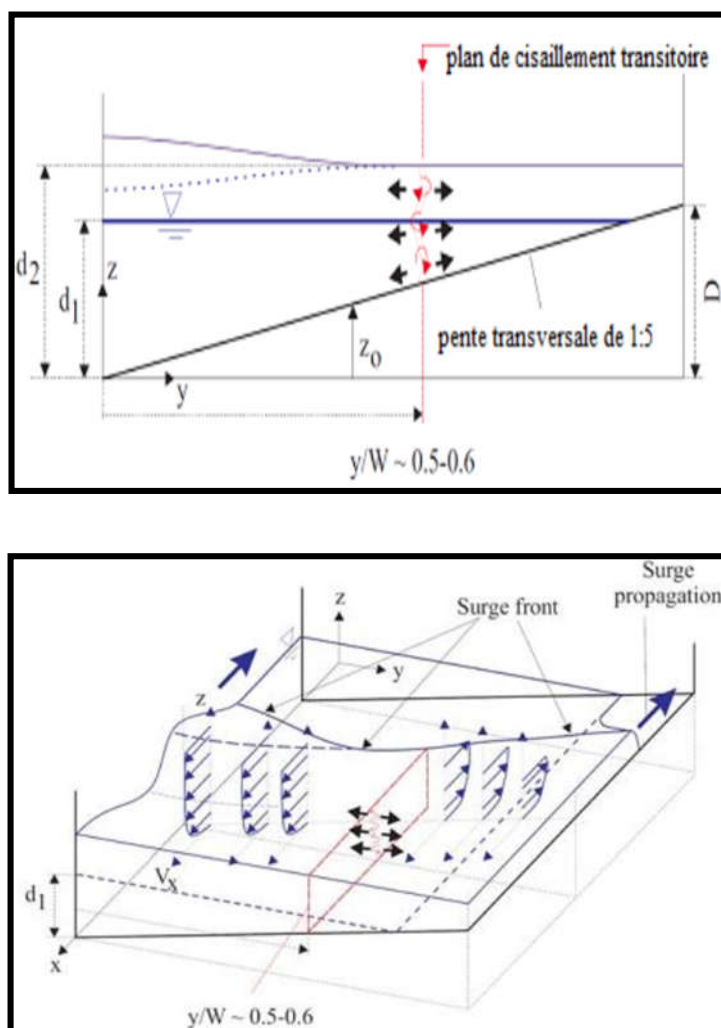 plan de cisaillement transitoire
d2
d1
z
z0
y
D
pente transversale de 1:5
y/W ~ 0.5-0.6
Surge
propagation
Surge front
z
y
z
Vx
d1
x
y/W ~ 0.5-0.6